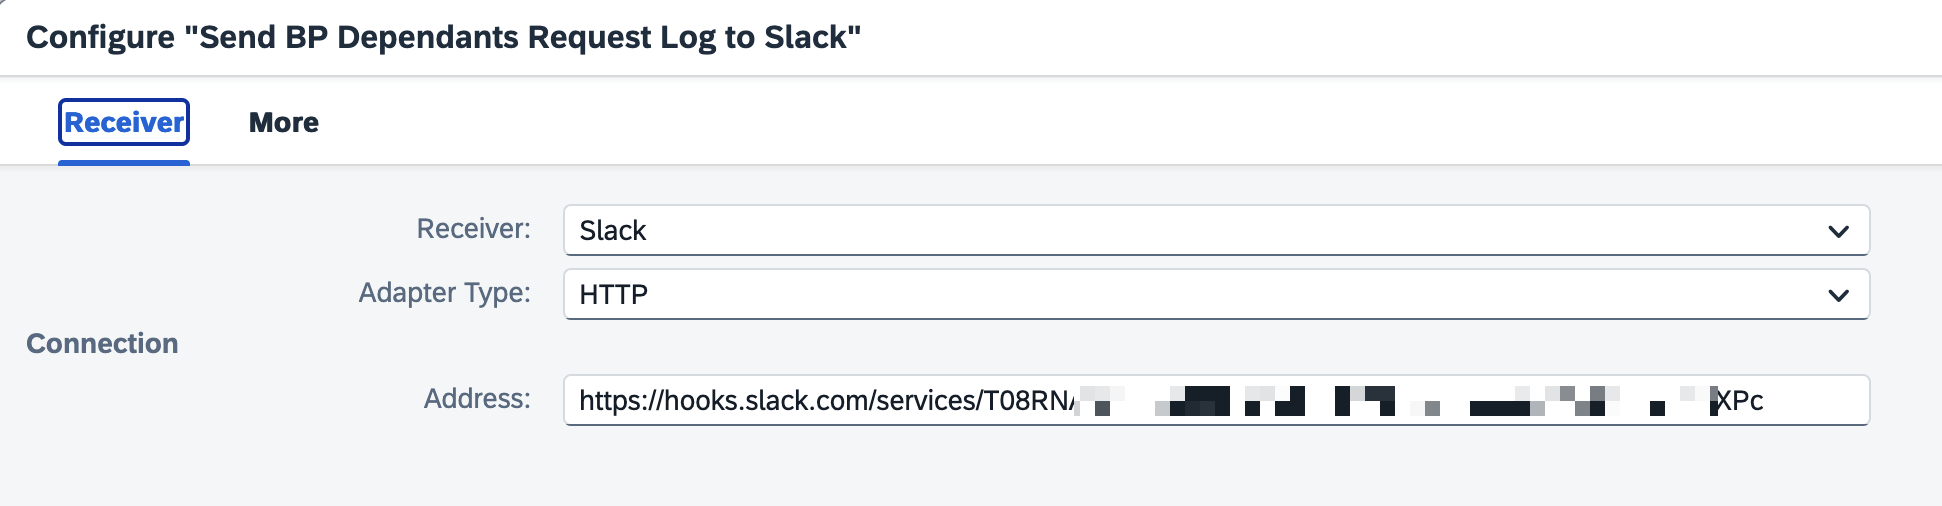 Configure "Send BP Dependants Request Log to Slack"
Receiver More
Receiver: Slack
Adapter Type: HTTP
Connection
Address: https://hooks.slack.com/services/T08RN XPc